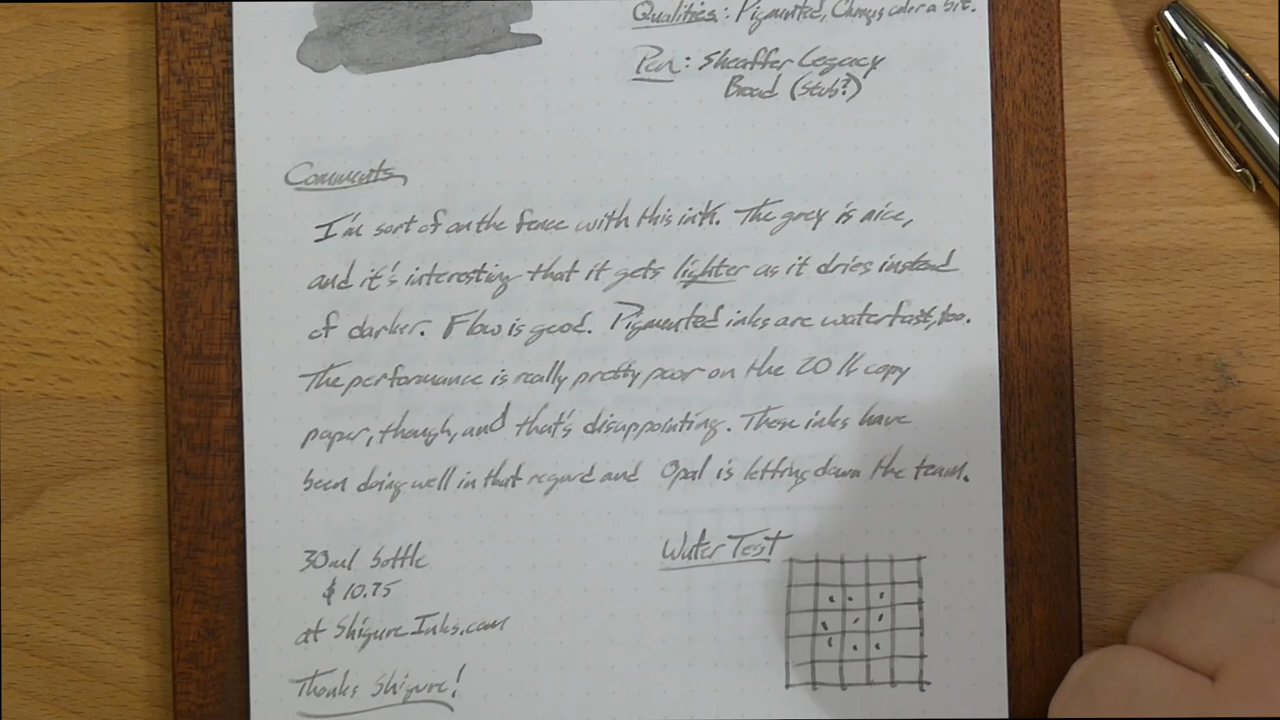 Qualities: Pigmented, Changes color a bit.
Pen: Sheaffer Legacy
Broad (stub?)
Comments
I'm sort of on the fence with this ink. The grey is nice,
and it's interesting that it gets lighter as it dries instead
of darker. Flow is good. Pigmented inks are waterfast, too.
The performance is really pretty poor on the 20 lb copy
paper, though, and that's disappointing. These inks have
been doing well in that regard and Opal is letting down the team.
30ml bottle
$10.75
at ShigureInks.com
Thanks Shigure!
Water Test